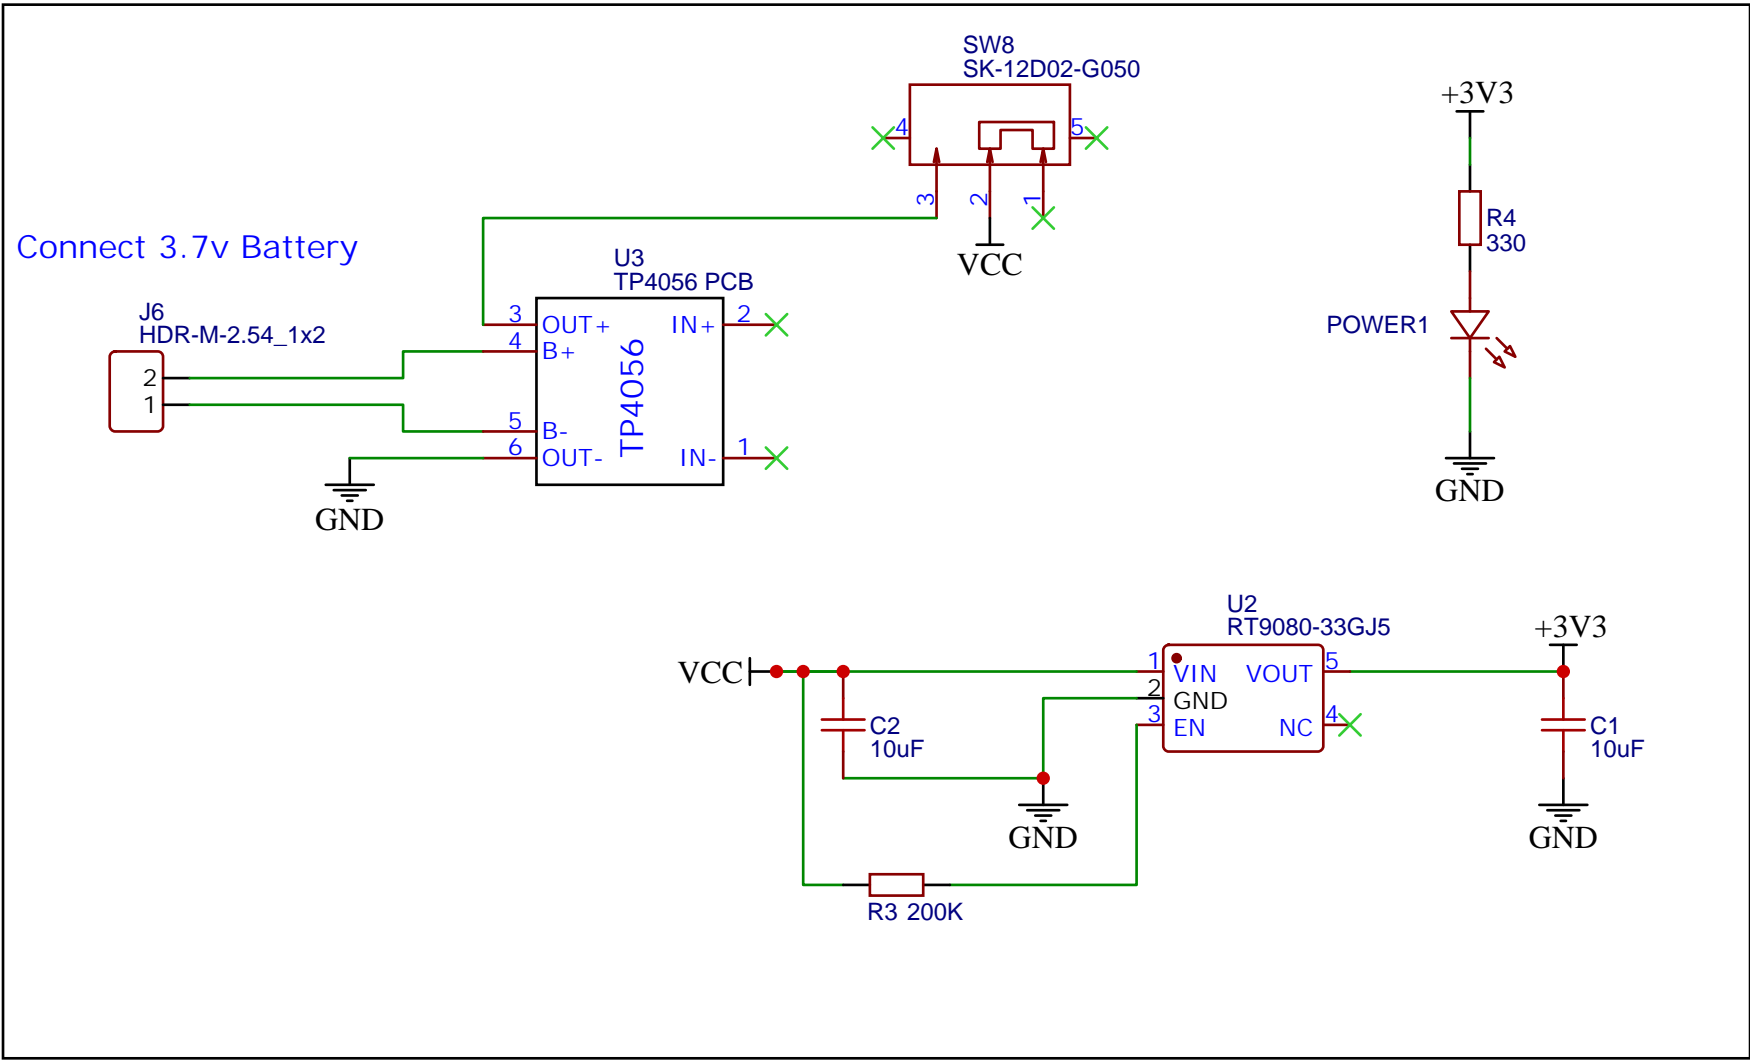 SW8
SK-12D02-G050
4
5
3
2
1
VCC
+3V3
R4
330
POWER1
GND
Connect 3.7v Battery
J6
HDR-M-2.54_1x2
2
1
U3
TP4056 PCB
3
OUT+
4
B+
5
B-
6
OUT-
TP4056
IN+
2
IN-
1
GND
U2
RT9080-33GJ5
VCC
1
VIN
2
GND
3
EN
VOUT
5
NC
4
+3V3
C2
10uF
C1
10uF
GND
GND
R3 200K